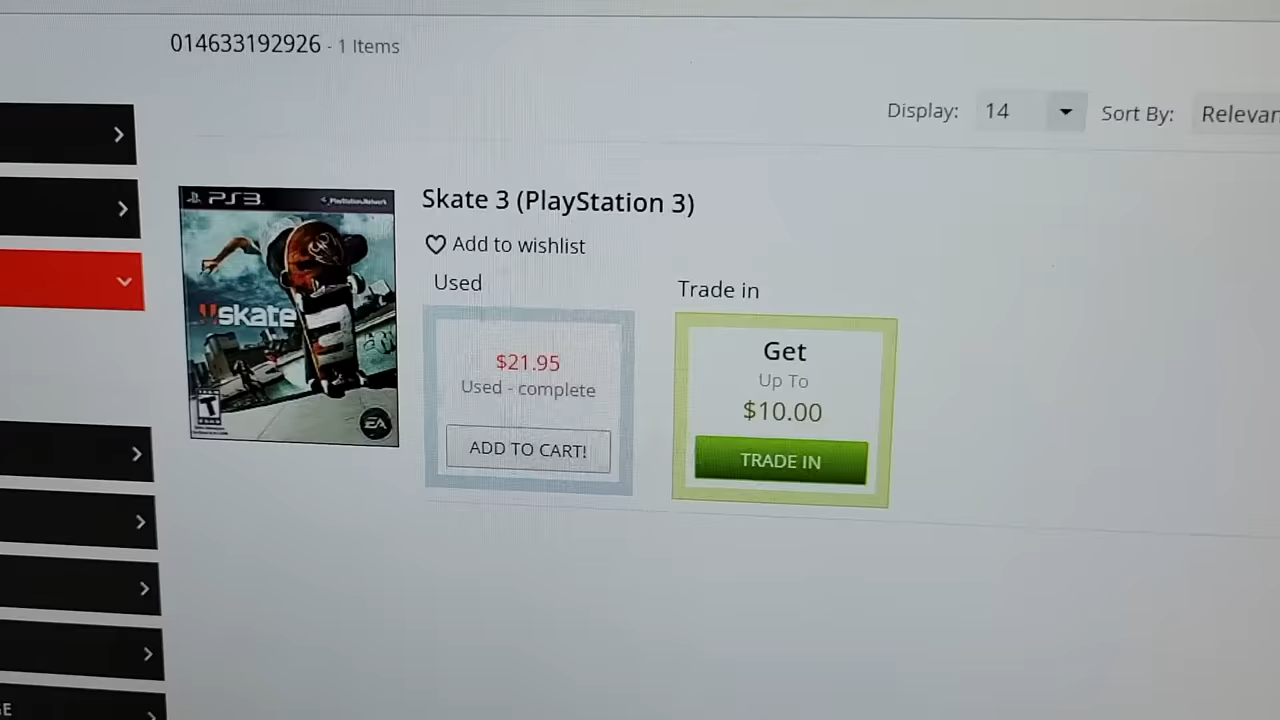 014633192926 - 1 Items
Display: 14 Sort By: Relevan
PS3 PlayStation Network
skate
T
EA
Skate 3 (PlayStation 3)
Add to wishlist
Used
$21.95
Used - complete
ADD TO CART!
Trade in
Get
Up To
$10.00
TRADE IN